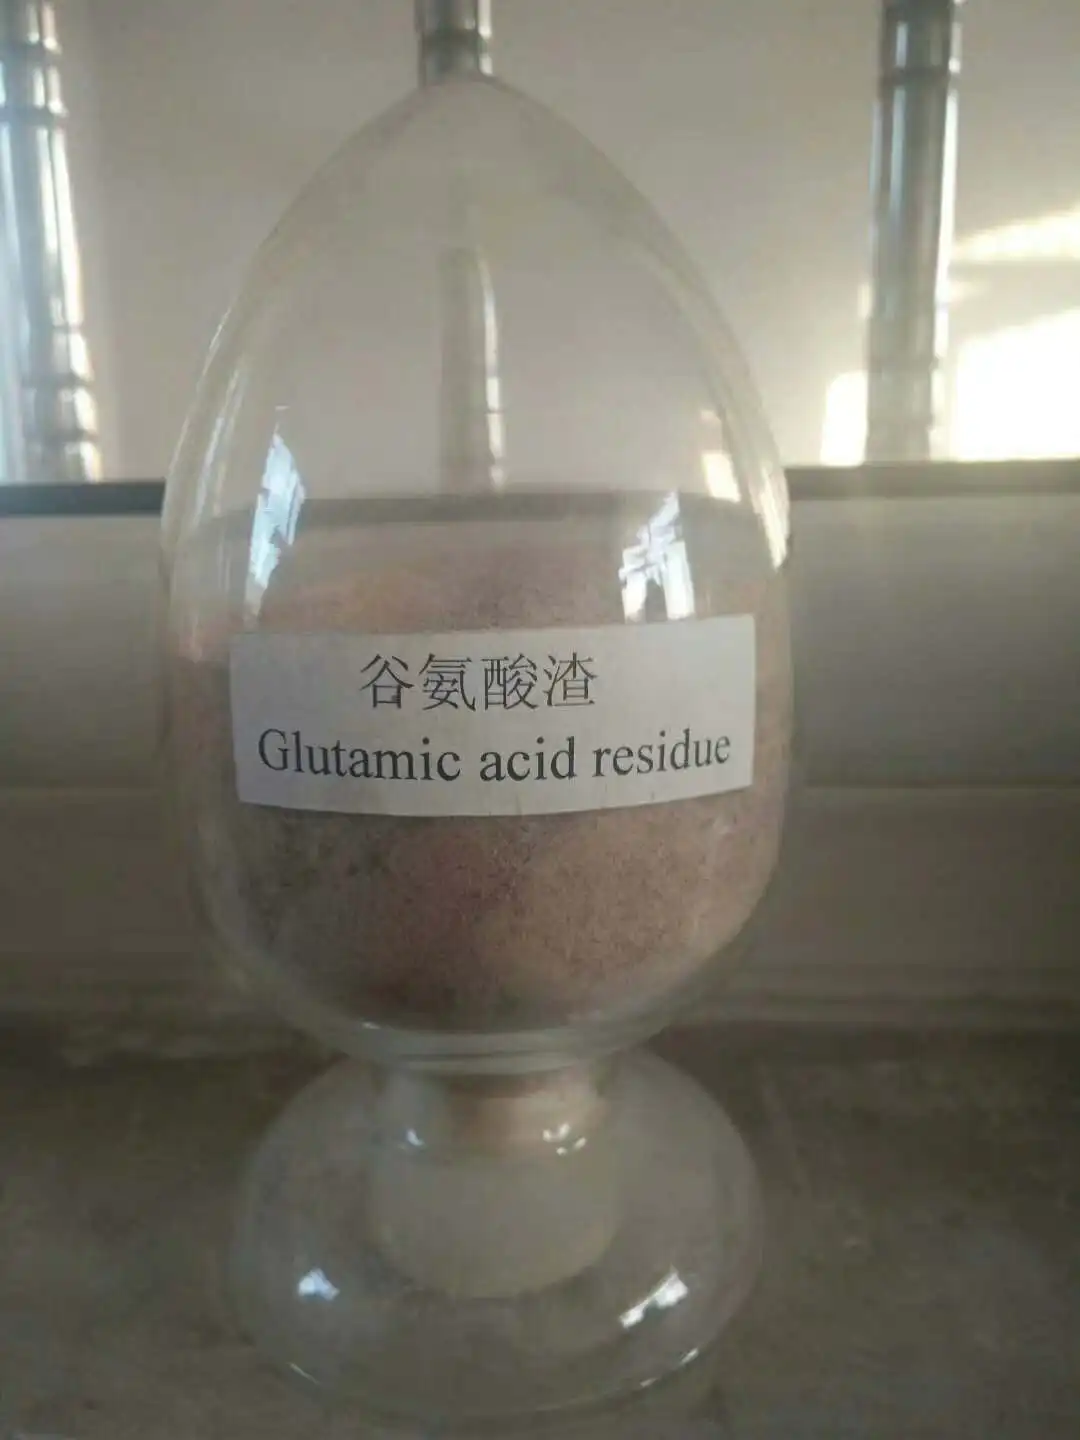 谷氨酸渣
Glutamic acid residue